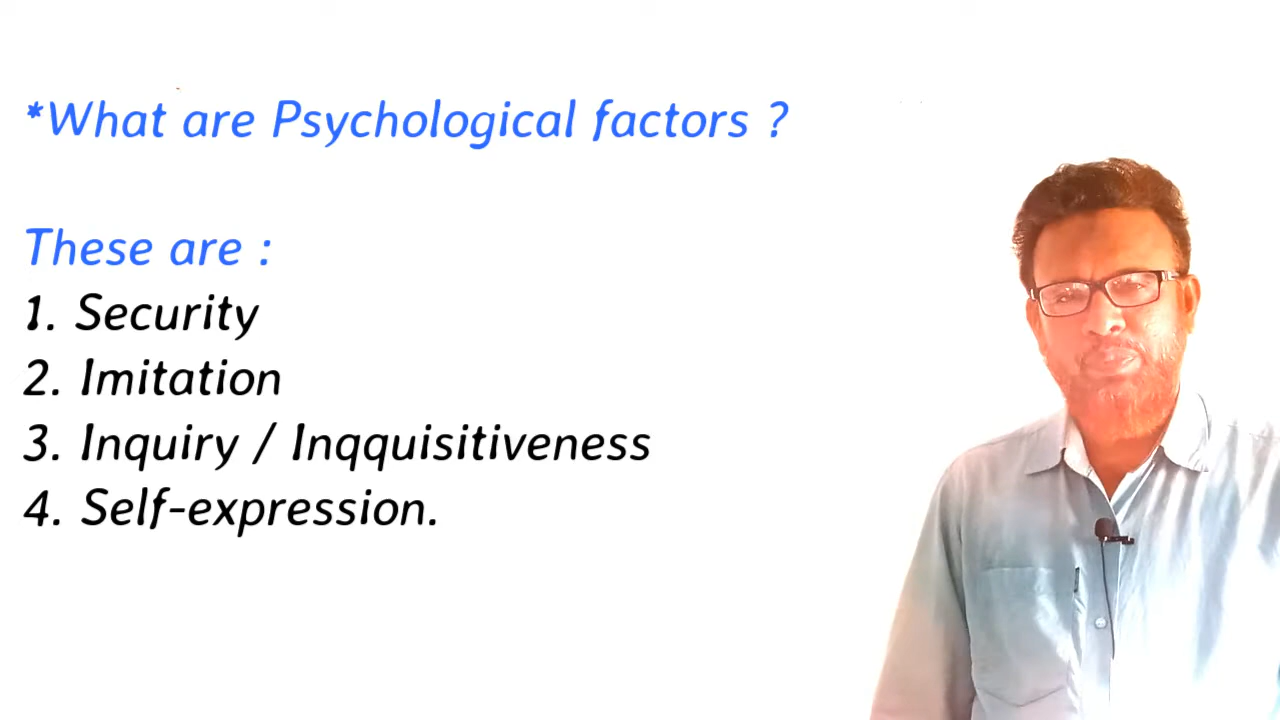 *What are Psychological factors ?
These are :
1. Security
2. Imitation
3. Inquiry / Inqquisitiveness
4. Self-expression.